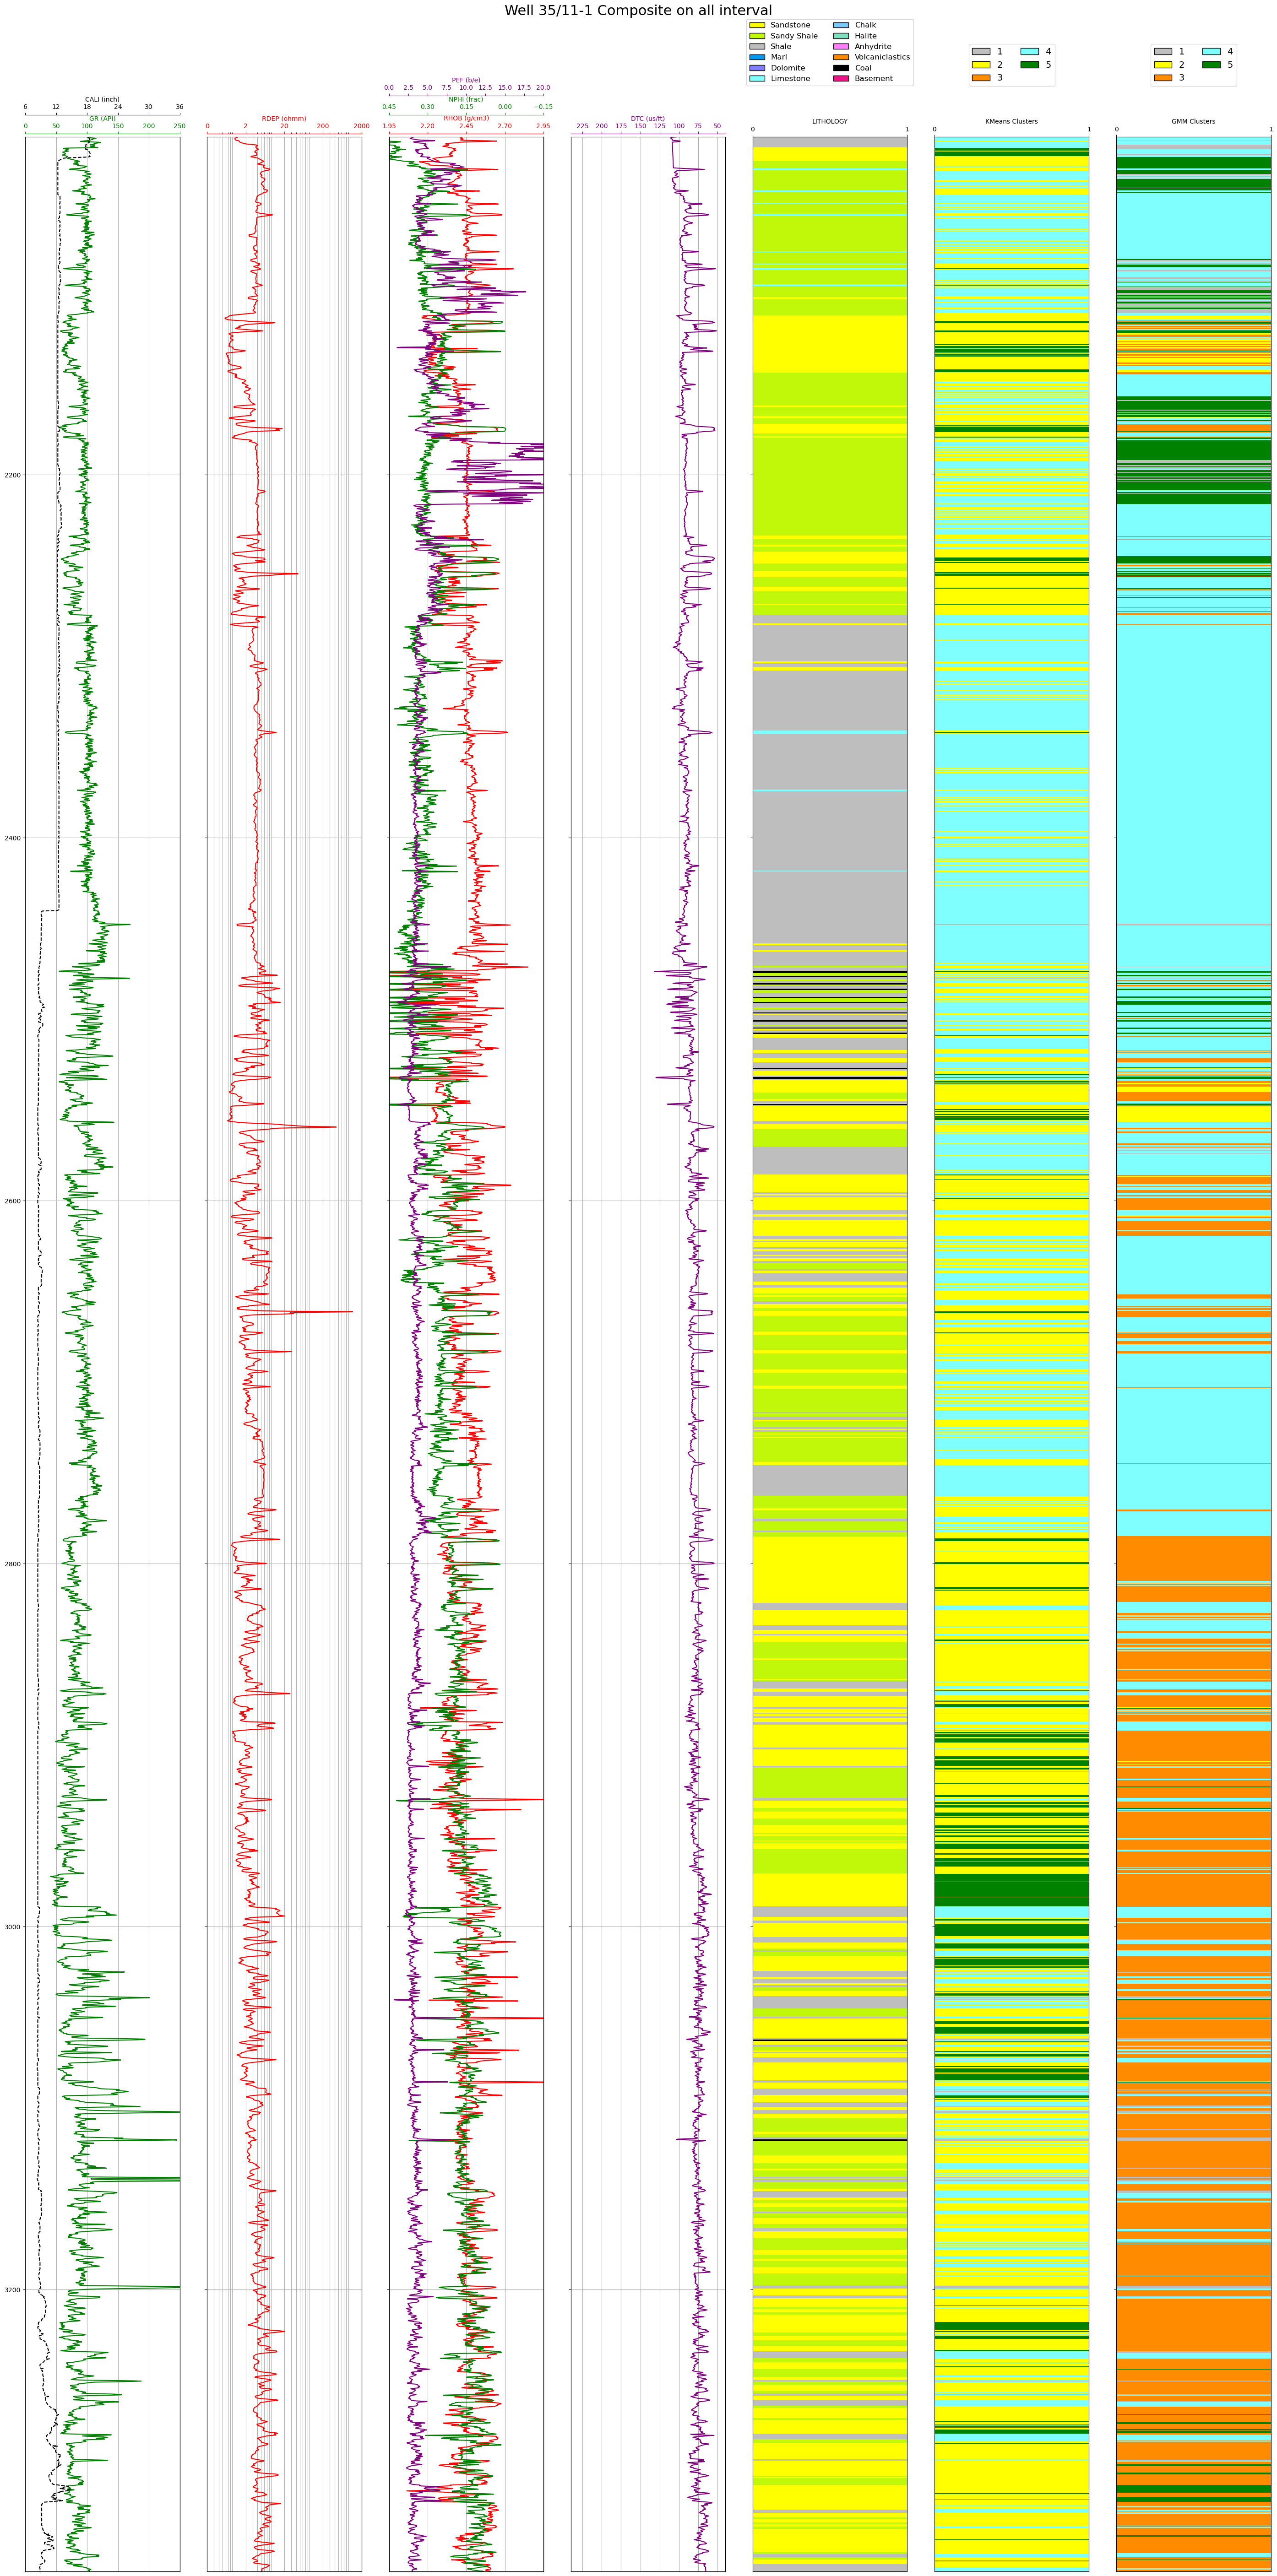 Well 35/11-1 Composite on all interval
Sandstone
Sandy Shale
Shale
Marl
Dolomite
Limestone
Chalk
Halite
Anhydrite
Volcaniclastics
Coal
Basement
1
2
3
4
5
1
2
3
4
5
CALI (inch)
6 12 18 24 30 36
GR (API)
0 50 100 150 200 250
RDEP (ohmm)
0 2 20 200 2000
PEF (b/e)
0.0 2.5 5.0 7.5 10.0 12.5 15.0 17.5 20.0
NPHI (frac)
0.45 0.30 0.15 0.00 −0.15
RHOB (g/cm3)
1.95 2.20 2.45 2.70 2.95
DTC (us/ft)
225 200 175 150 125 100 75 50
LITHOLOGY
0 1
KMeans Clusters
0 1
GMM Clusters
0 1
2200
2400
2600
2800
3000
3200